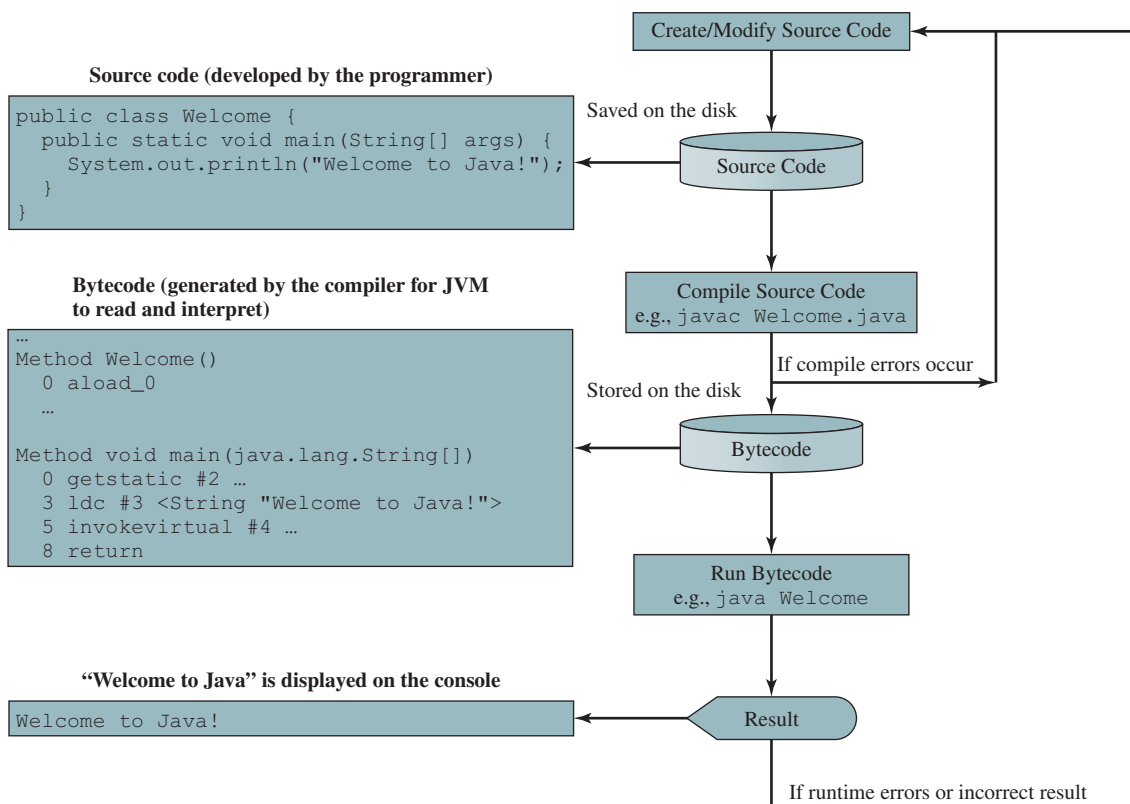 Create/Modify Source Code
Source code (developed by the programmer)
public class Welcome {
  public static void main(String[] args) {
    System.out.println("Welcome to Java!");
  }
}
Saved on the disk
Source Code
Compile Source Code
e.g., javac Welcome.java
If compile errors occur
Bytecode (generated by the compiler for JVM
to read and interpret)
…
Method Welcome()
  0 aload_0
  …
Method void main(java.lang.String[])
  0 getstatic #2 …
  3 ldc #3 <String "Welcome to Java!">
  5 invokevirtual #4 …
  8 return
Stored on the disk
Bytecode
Run Bytecode
e.g., java Welcome
“Welcome to Java” is displayed on the console
Welcome to Java!
Result
If runtime errors or incorrect result